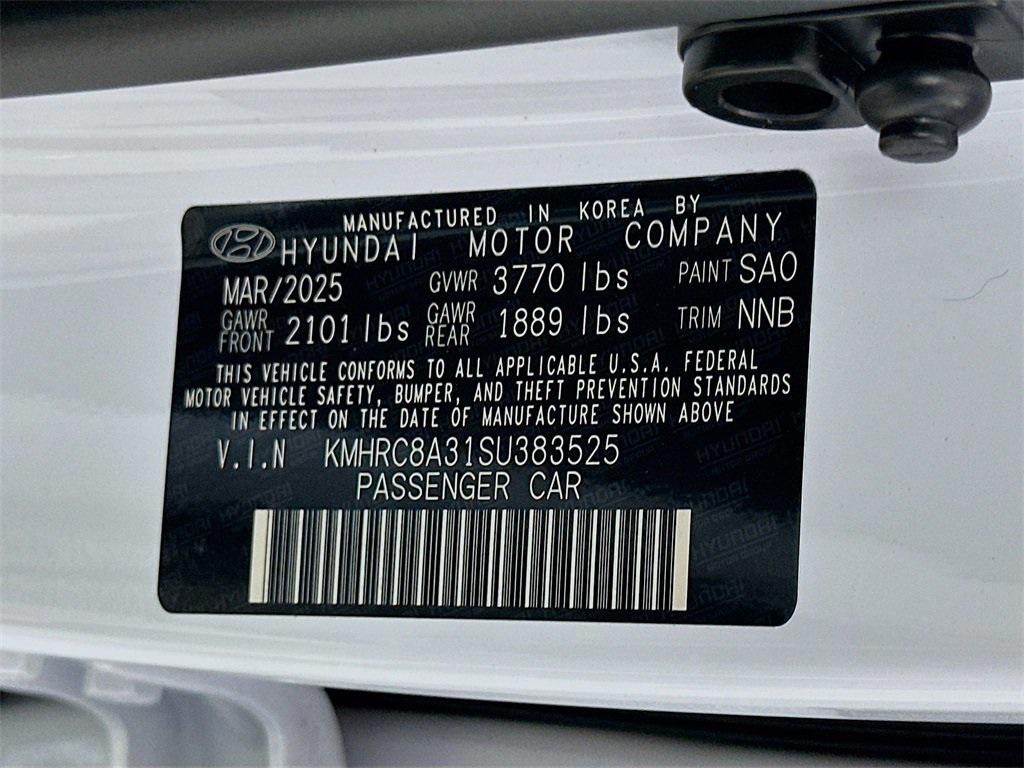 MANUFACTURED IN KOREA BY
HYUNDAI MOTOR COMPANY
MAR/2025 GVWR 3770 lbs PAINT SAO
GAWR FRONT 2101 lbs GAWR REAR 1889 lbs TRIM NNB
THIS VEHICLE CONFORMS TO ALL APPLICABLE U.S.A. FEDERAL
MOTOR VEHICLE SAFETY, BUMPER, AND THEFT PREVENTION STANDARDS
IN EFFECT ON THE DATE OF MANUFACTURE SHOWN ABOVE
V.I.N KMHRC8A31SU383525
PASSENGER CAR